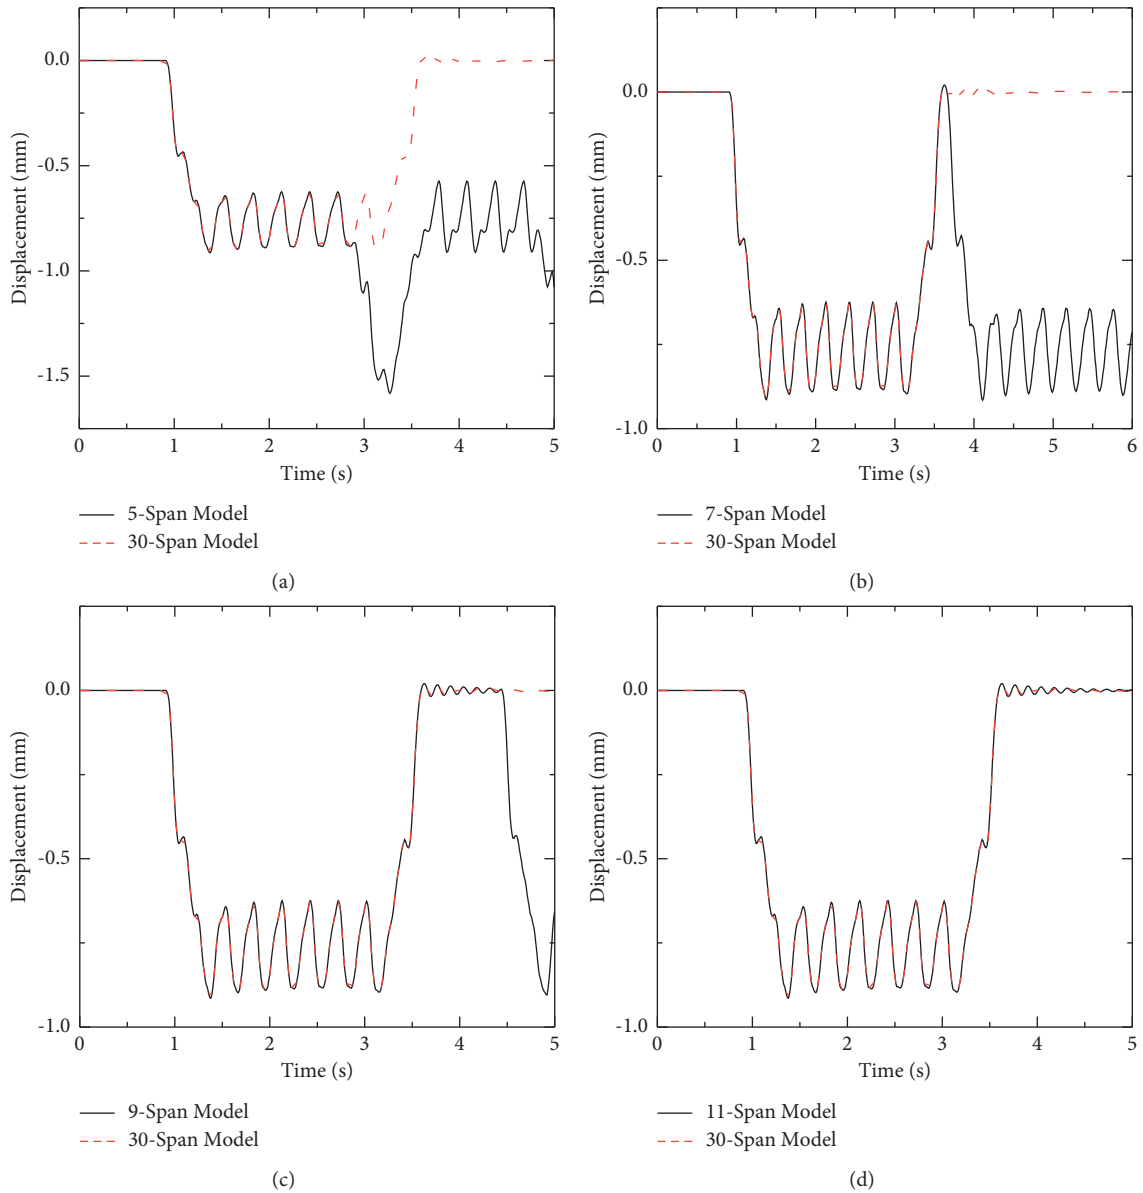 0.0
-0.5
-1.0
-1.5
Displacement (mm)
0 1 2 3 4 5
Time (s)
5-Span Model
30-Span Model
(a)
0.0
-0.5
-1.0
Displacement (mm)
0 1 2 3 4 5 6
Time (s)
7-Span Model
30-Span Model
(b)
0.0
-0.5
-1.0
Displacement (mm)
0 1 2 3 4 5
Time (s)
9-Span Model
30-Span Model
(c)
0.0
-0.5
-1.0
Displacement (mm)
0 1 2 3 4 5
Time (s)
11-Span Model
30-Span Model
(d)